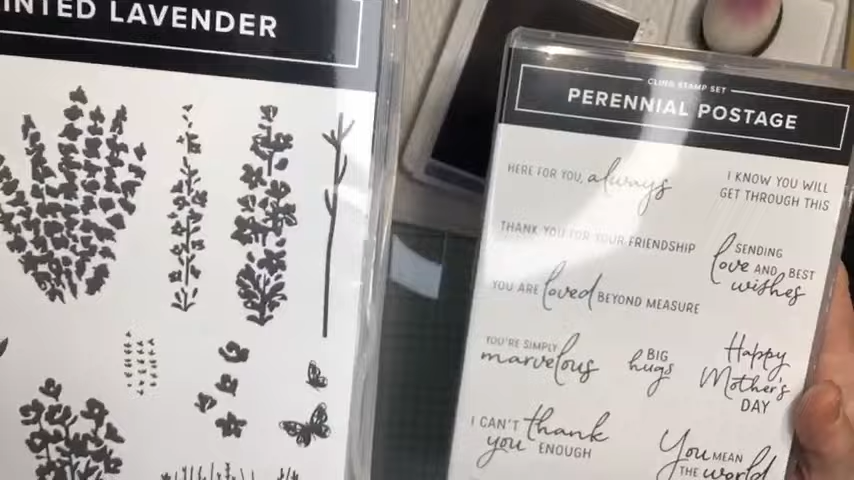 INTED LAVENDER
CLING STAMP SET
PERENNIAL POSTAGE
HERE FOR YOU, always
I KNOW YOU WILL
GET THROUGH THIS
THANK YOU FOR YOUR FRIENDSHIP
SENDING
love AND BEST
wishes
YOU ARE loved BEYOND MEASURE
YOU'RE SIMPLY
marvelous
BIG
hugs
Happy
Mother's
DAY
I CAN'T thank
you ENOUGH
You MEAN
THE world